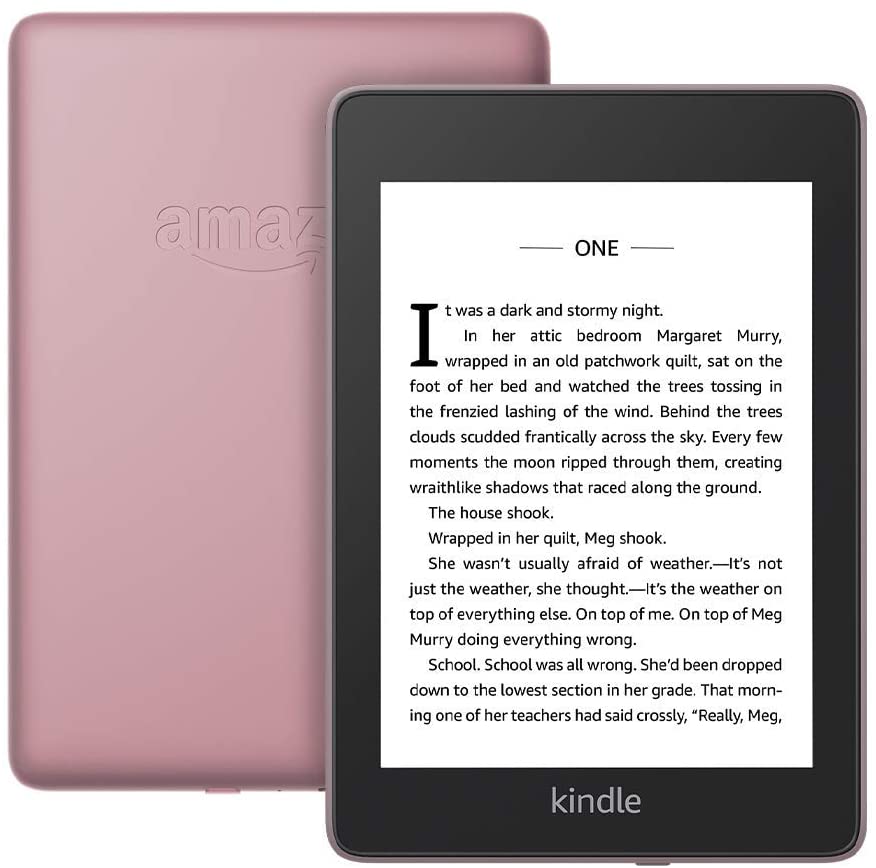 amaz
ONE
It was a dark and stormy night.
In her attic bedroom Margaret Murry,
wrapped in an old patchwork quilt, sat on the
foot of her bed and watched the trees tossing in
the frenzied lashing of the wind. Behind the trees
clouds scudded frantically across the sky. Every few
moments the moon ripped through them, creating
wraithlike shadows that raced along the ground.
The house shook.
Wrapped in her quilt, Meg shook.
She wasn’t usually afraid of weather.—It’s not
just the weather, she thought.—It’s the weather on
top of everything else. On top of me. On top of Meg
Murry doing everything wrong.
School. School was all wrong. She’d been dropped
down to the lowest section in her grade. That morn-
ing one of her teachers had said crossly, “Really, Meg,
kindle